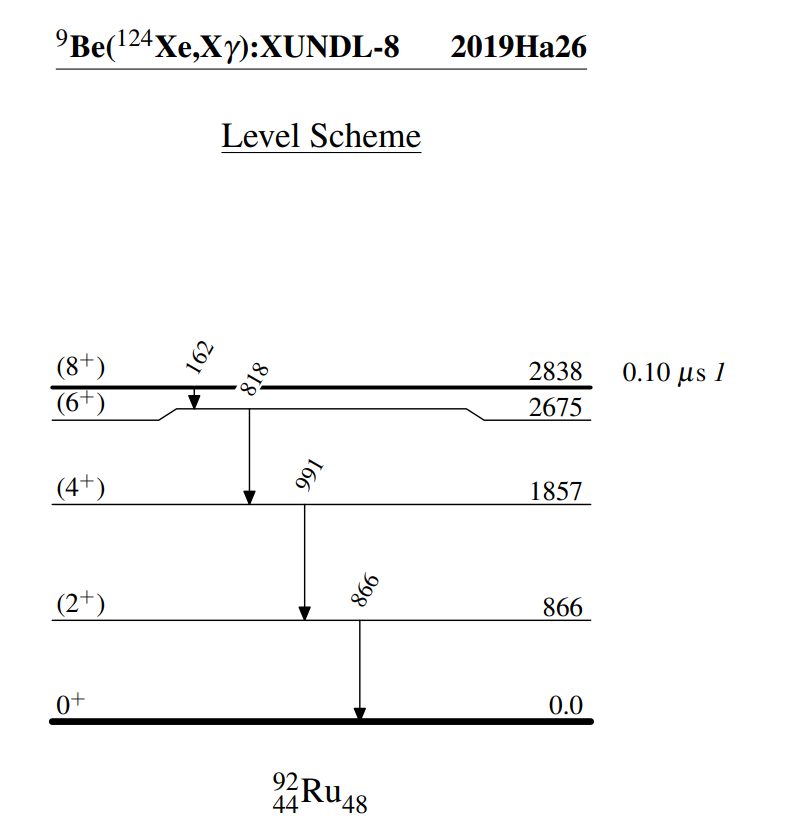 ⁹Be(¹²⁴Xe,Xγ):XUNDL-8 2019Ha26
Level Scheme
(8⁺) 162 2838 0.10 μs 1
(6⁺) 818 2675
(4⁺) 991 1857
(2⁺) 866 866
0⁺ 0.0
⁹²₄₄Ru₄₈